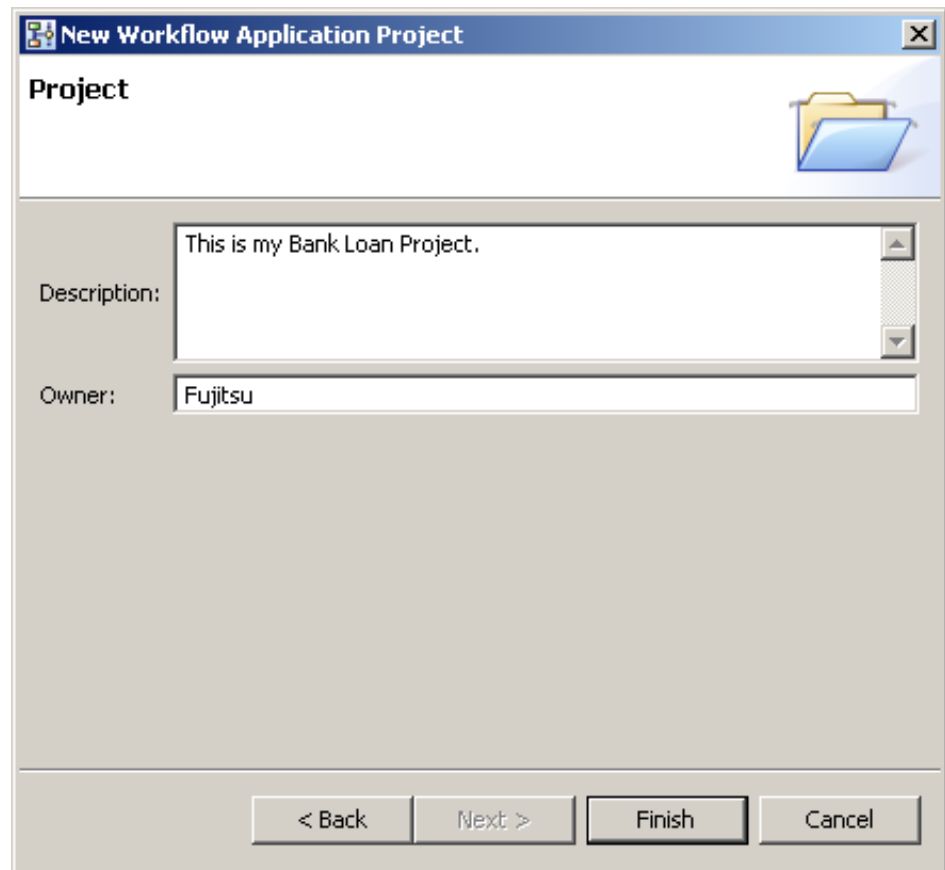 New Workflow Application Project
Project
This is my Bank Loan Project.
Description:
Owner: Fujitsu
< Back Next > Finish Cancel